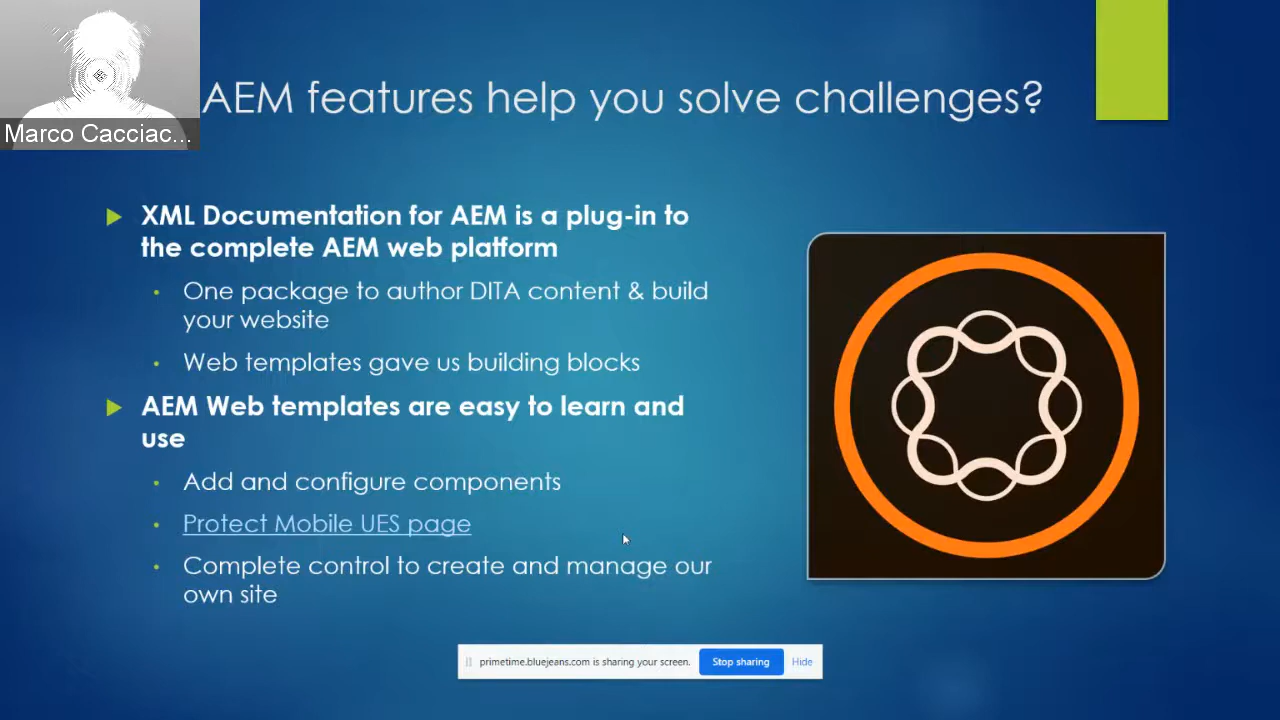 AEM features help you solve challenges?
Marco Cacciac...
XML Documentation for AEM is a plug-in to
the complete AEM web platform
One package to author DITA content & build
your website
Web templates gave us building blocks
AEM Web templates are easy to learn and
use
Add and configure components
Protect Mobile UES page
Complete control to create and manage our
own site
primetime.bluejeans.com is sharing your screen. Stop sharing Hide